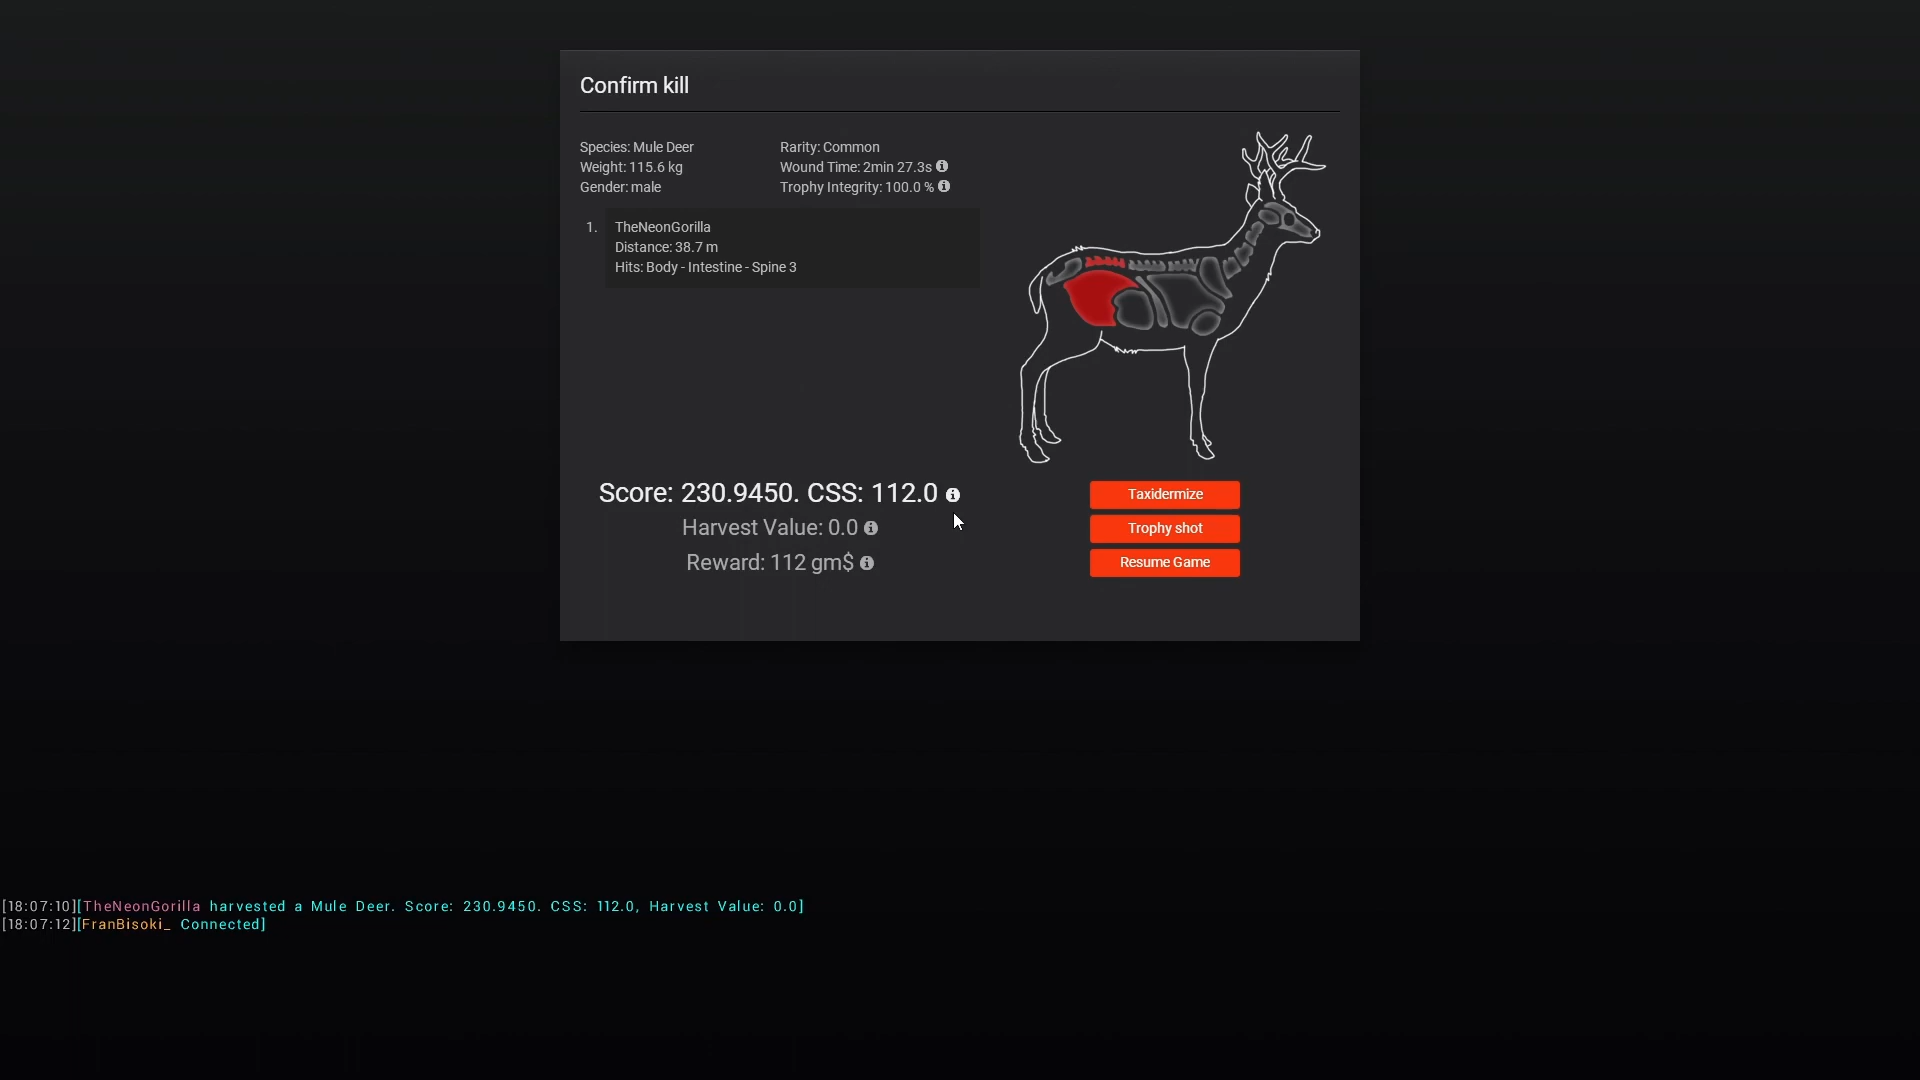 Confirm kill
Species: Mule Deer
Weight: 115.6 kg
Gender: male
Rarity: Common
Wound Time: 2min 27.3s
Trophy Integrity: 100.0 %
1. TheNeonGorilla
Distance: 38.7 m
Hits: Body - Intestine - Spine 3
Score: 230.9450. CSS: 112.0
Harvest Value: 0.0
Reward: 112 gm$
Taxidermize
Trophy shot
Resume Game
[18:07:10][TheNeonGorilla harvested a Mule Deer. Score: 230.9450. CSS: 112.0, Harvest Value: 0.0]
[18:07:12][FranBisoki_ Connected]